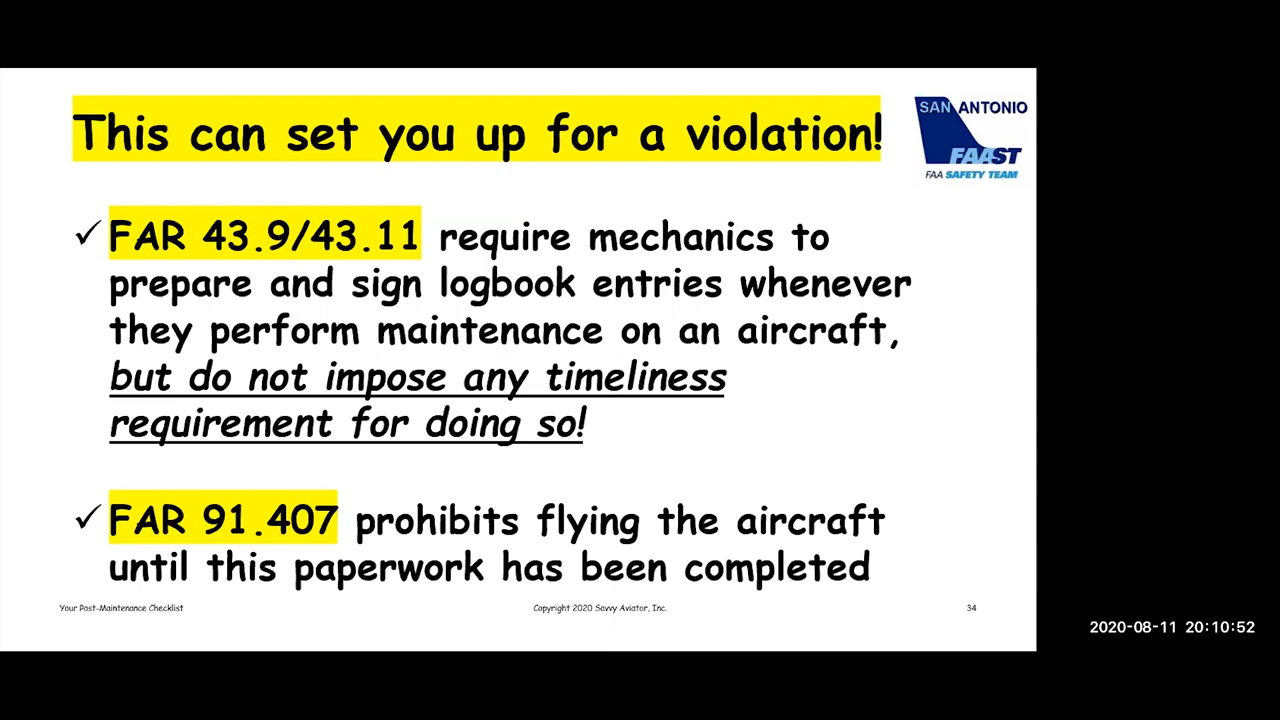 This can set you up for a violation!
SAN ANTONIO
FAAST
FAA SAFETY TEAM
✓ FAR 43.9/43.11 require mechanics to
prepare and sign logbook entries whenever
they perform maintenance on an aircraft,
but do not impose any timeliness
requirement for doing so!
✓ FAR 91.407 prohibits flying the aircraft
until this paperwork has been completed
Your Post-Maintenance Checklist
Copyright 2020 Savvy Aviator, Inc.
34
2020-08-11 20:10:52